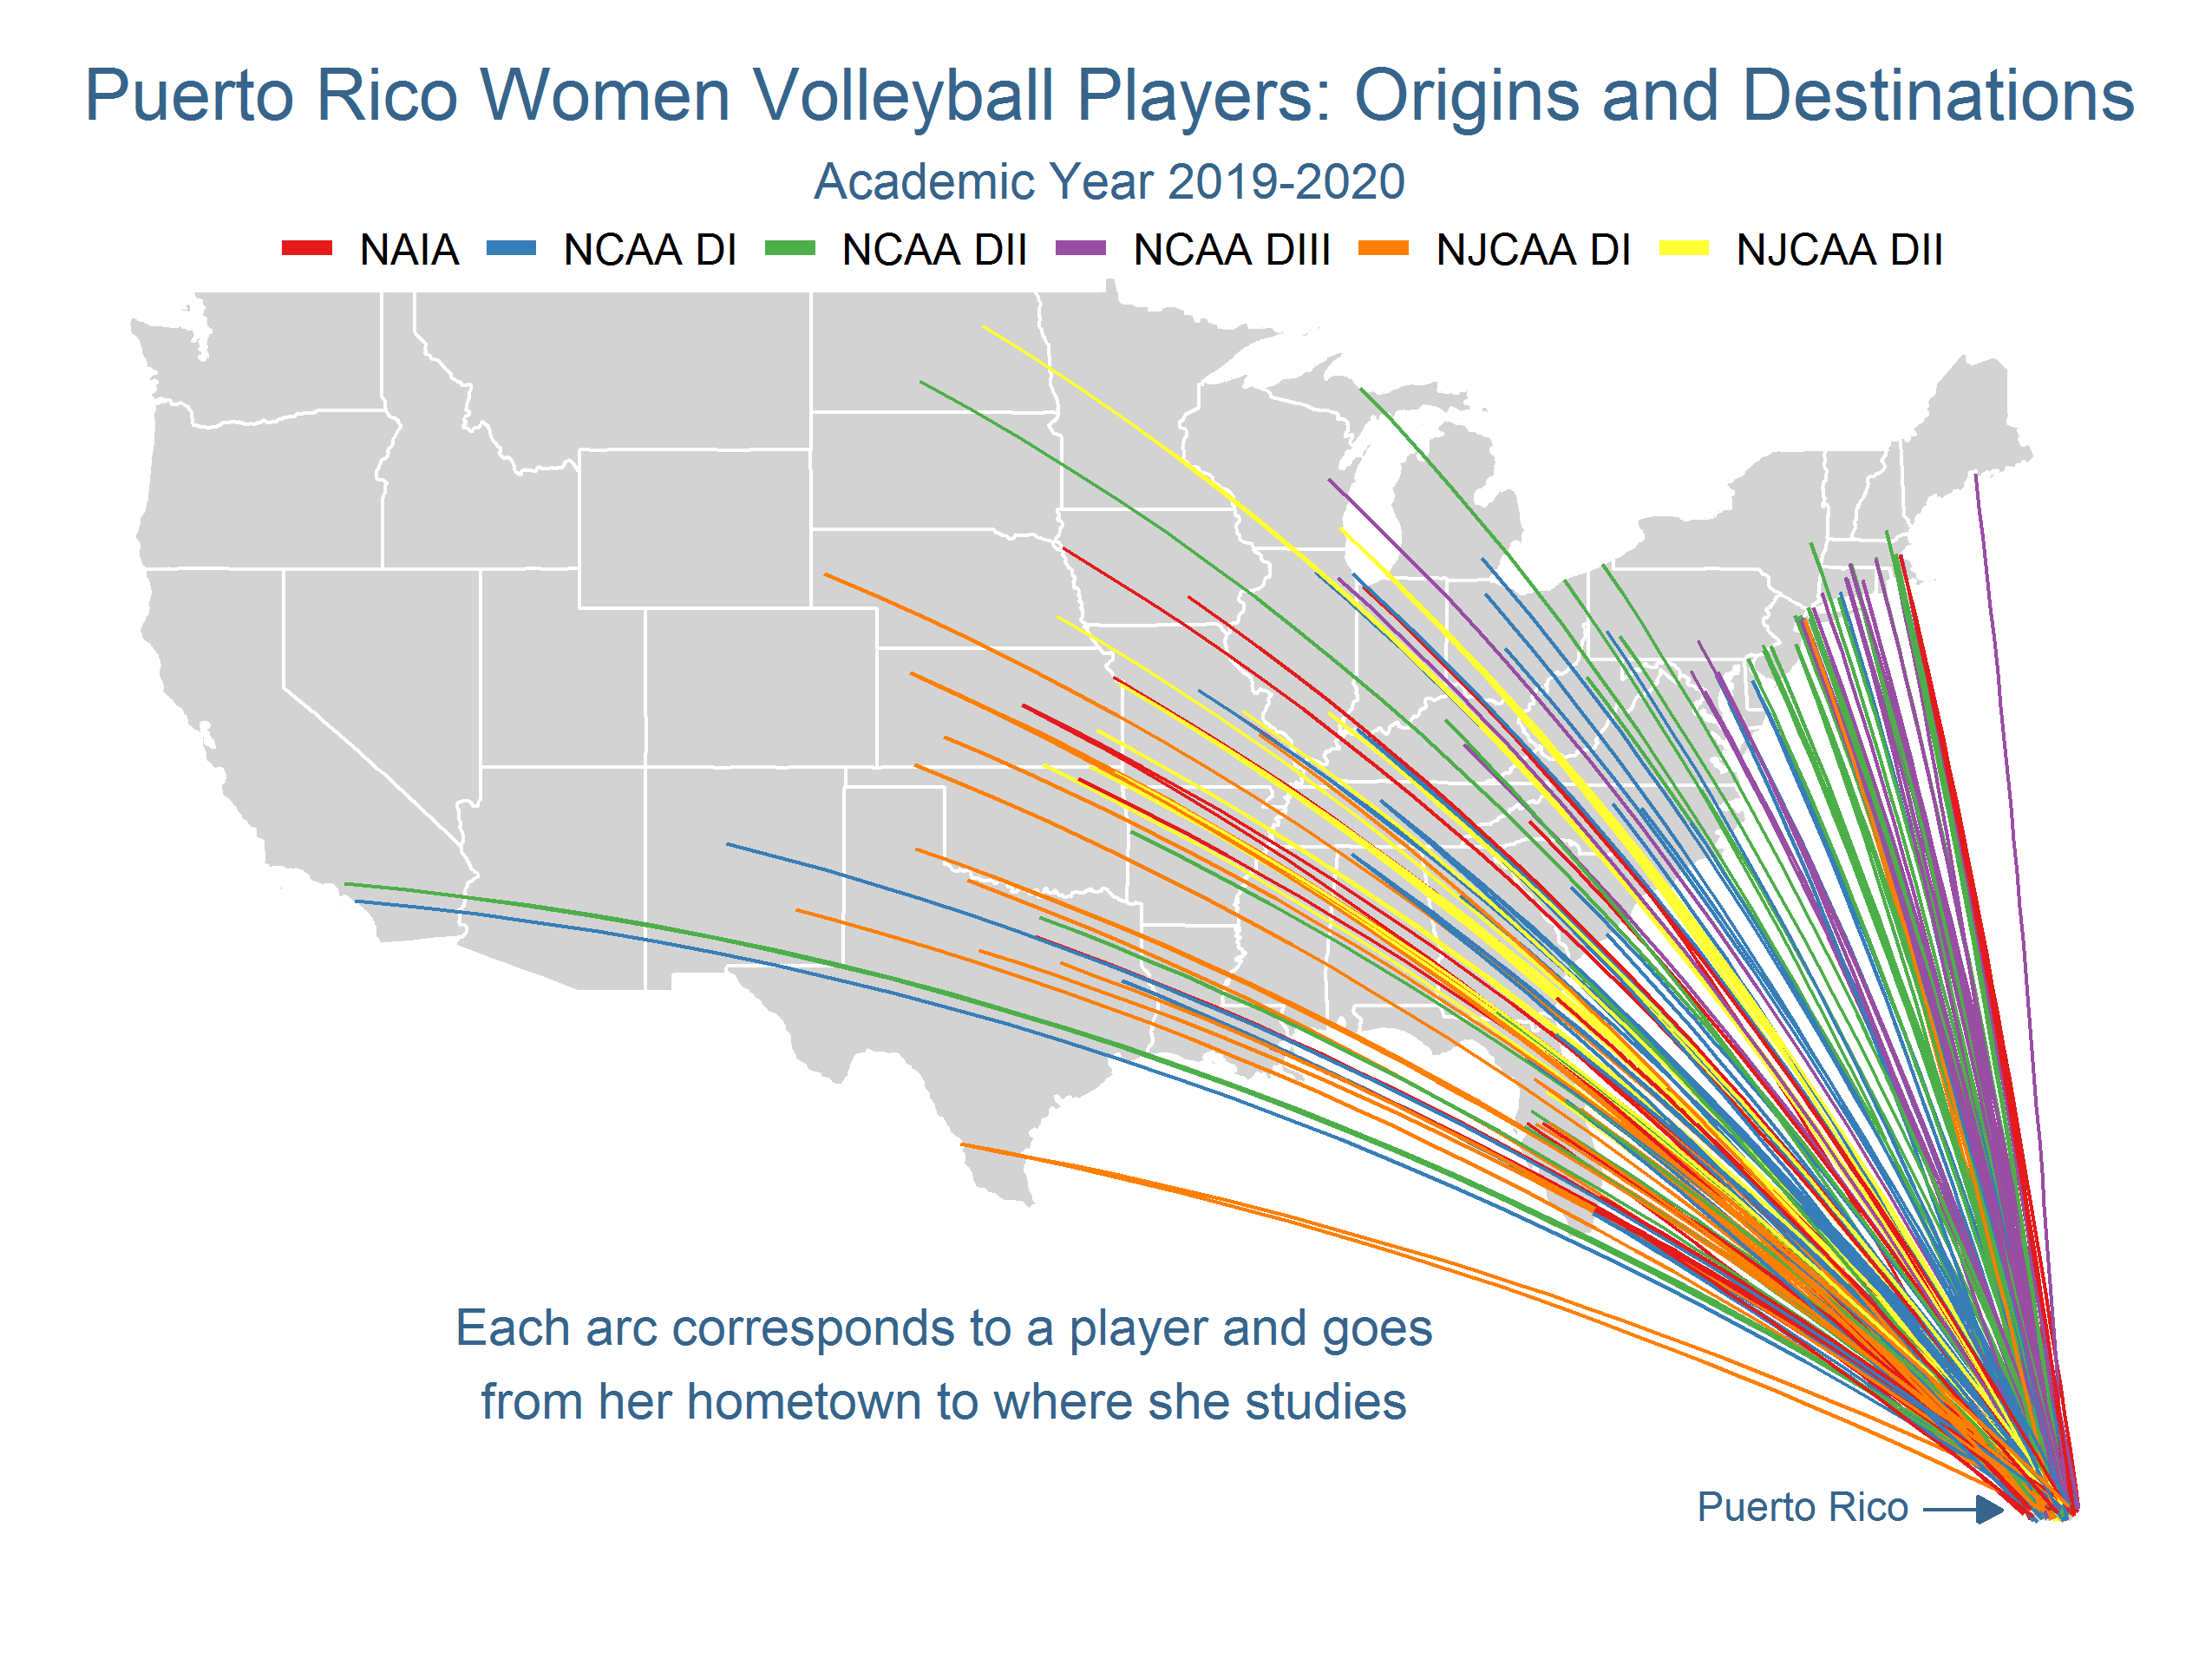 Puerto Rico Women Volleyball Players: Origins and Destinations
Academic Year 2019-2020
NAIA NCAA DI NCAA DII NCAA DIII NJCAA DI NJCAA DII
Each arc corresponds to a player and goes
from her hometown to where she studies
Puerto Rico